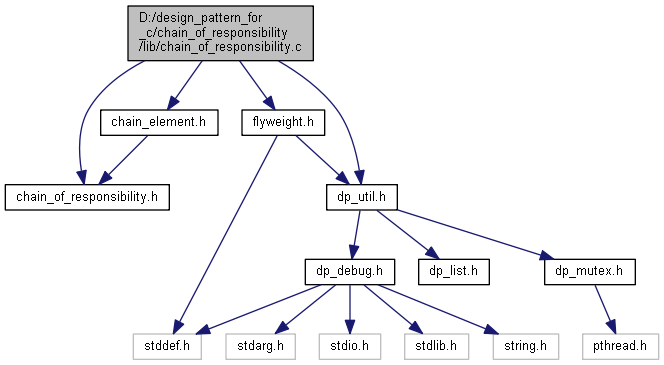 D:/design_pattern_for
_c/chain_of_responsibility
/lib/chain_of_responsibility.c
chain_element.h
flyweight.h
chain_of_responsibility.h
dp_util.h
dp_debug.h
dp_list.h
dp_mutex.h
stddef.h
stdarg.h
stdio.h
stdlib.h
string.h
pthread.h